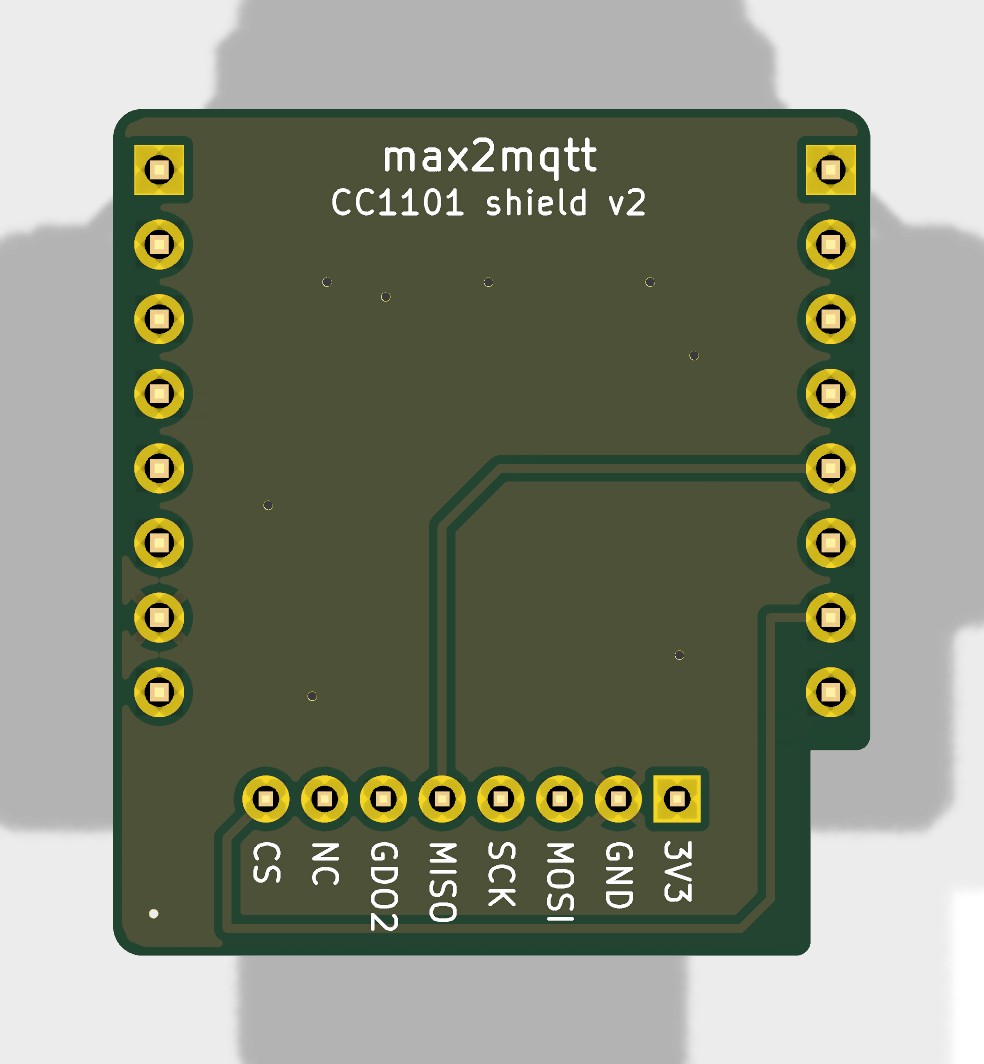 max2mqtt
CC1101 shield v2
CS
NC
GDO2
MISO
SCK
MOSI
GND
3V3